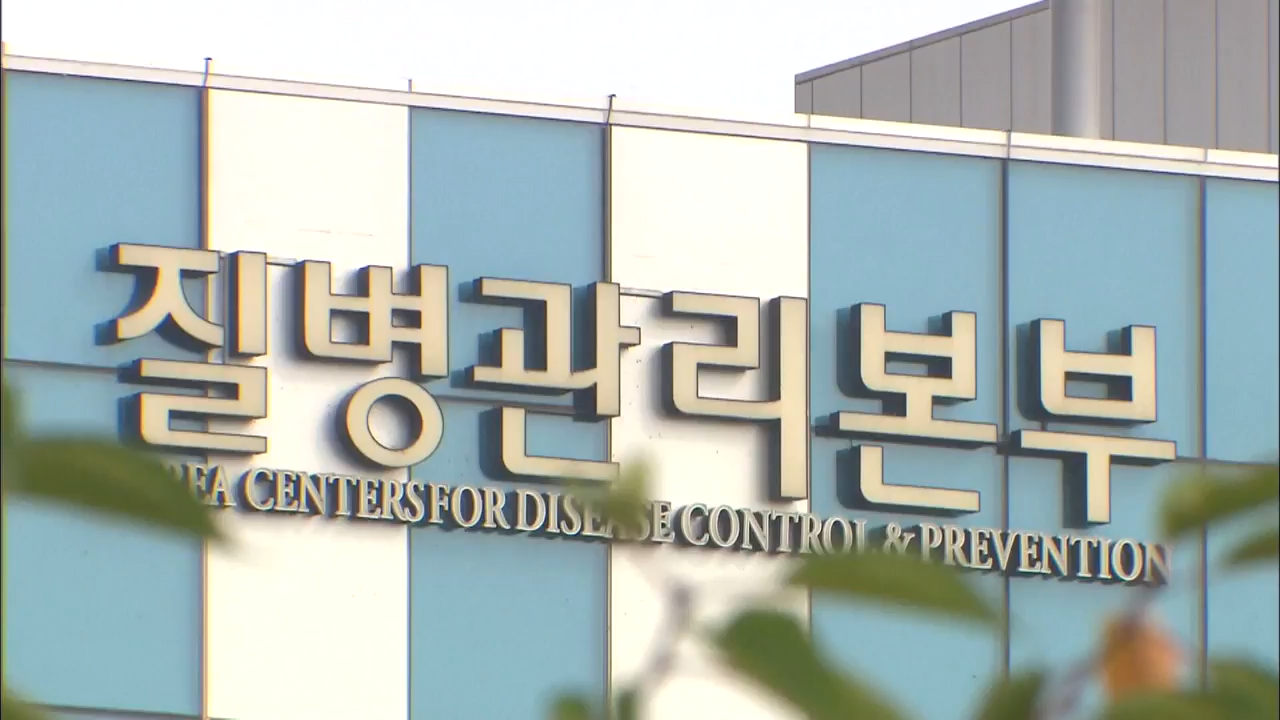 질병관리본부
CENTERS FOR DISEASE CONTROL & PREVENTION